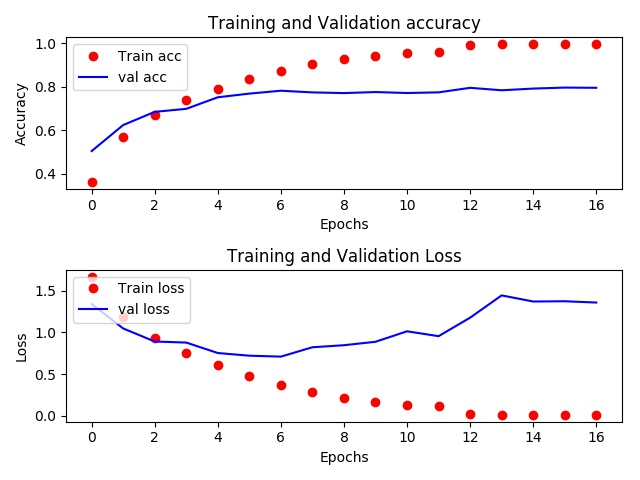 Training and Validation accuracy
1.0
0.8
0.6
0.4
Accuracy
Train acc
val acc
0 2 4 6 8 10 12 14 16
Epochs
Training and Validation Loss
1.5
1.0
0.5
0.0
Loss
Train loss
val loss
0 2 4 6 8 10 12 14 16
Epochs